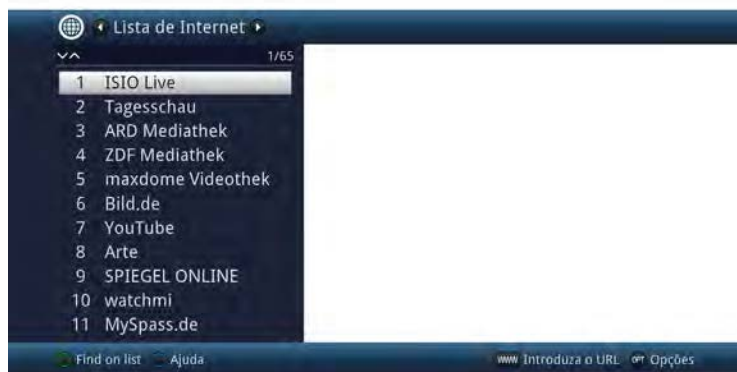 Lista de Internet
1/65
1 ISIO Live
2 Tagesschau
3 ARD Mediathek
4 ZDF Mediathek
5 maxdome Videothek
6 Bild.de
7 YouTube
8 Arte
9 SPIEGEL ONLINE
10 watchmi
11 MySpass.de
Find on list Ajuda WWW Introduza o URL OPT Opções